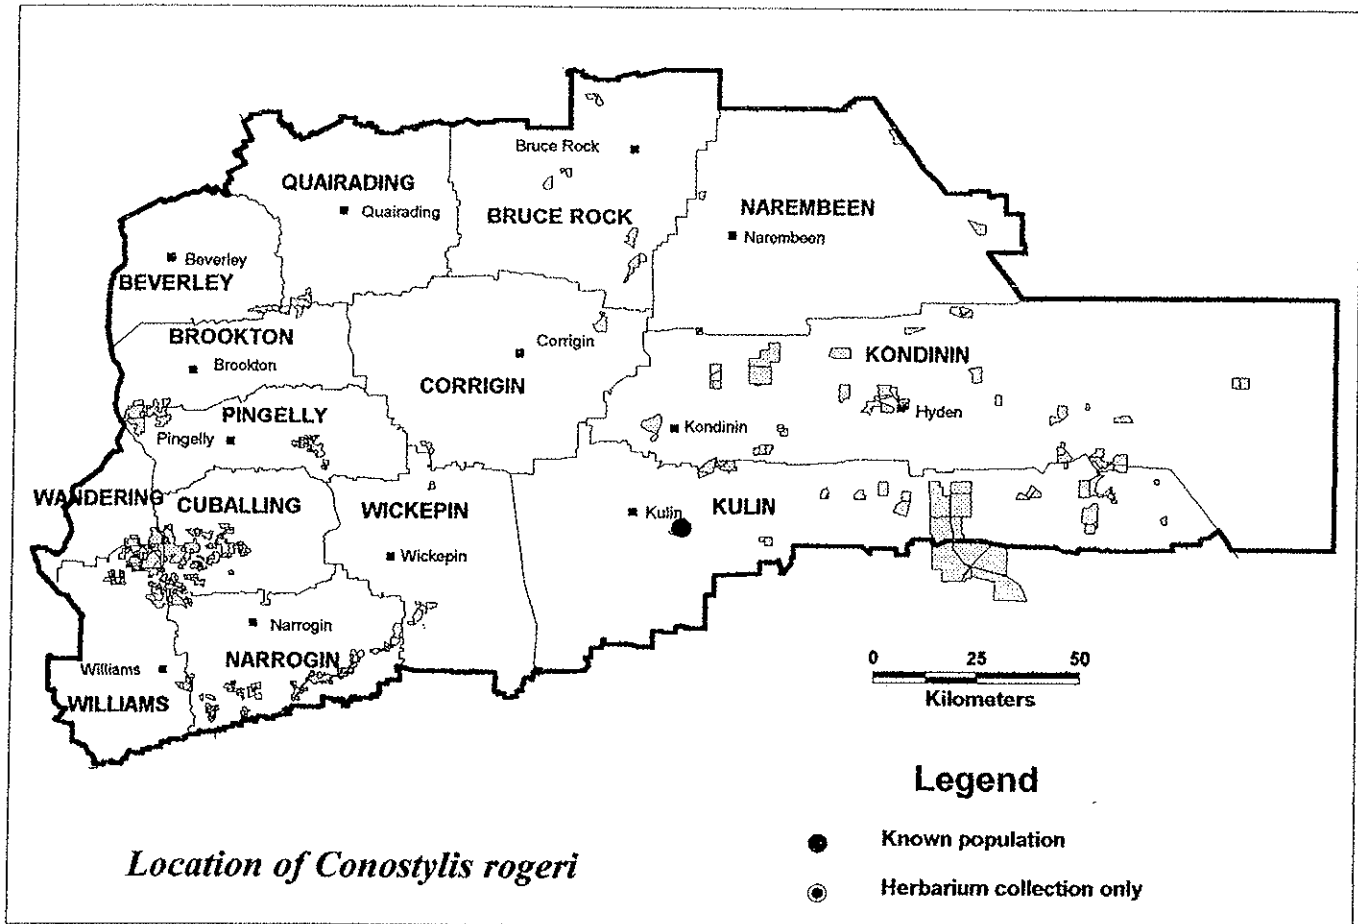 Bruce Rock
QUAIRADING
Quairading
BRUCE ROCK
NAREMBEEN
Narembeen
Beverley
BEVERLEY
BROOKTON
Brookton
Corrigin
CORRIGIN
KONDININ
Hyden
Kondinin
PINGELLY
Pingelly
WANDERING
CUBALLING
WICKEPIN
Wickepin
Kulin
KULIN
Narrogin
NARROGIN
Williams
WILLIAMS
0 25 50
Kilometers
Legend
Known population
Herbarium collection only
Location of Conostylis rogeri